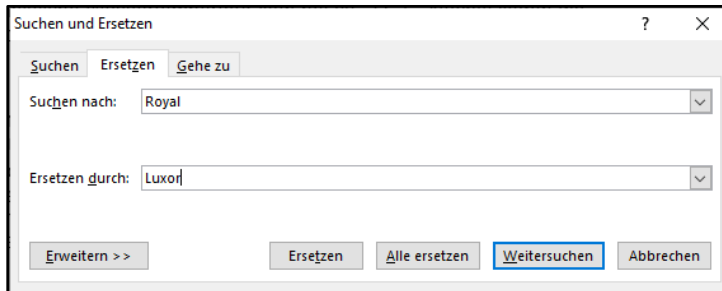 Suchen und Ersetzen ?
Suchen Ersetzen Gehe zu
Suchen nach: Royal
Ersetzen durch: Luxor
Erweitern >> Ersetzen Alle ersetzen Weitersuchen Abbrechen